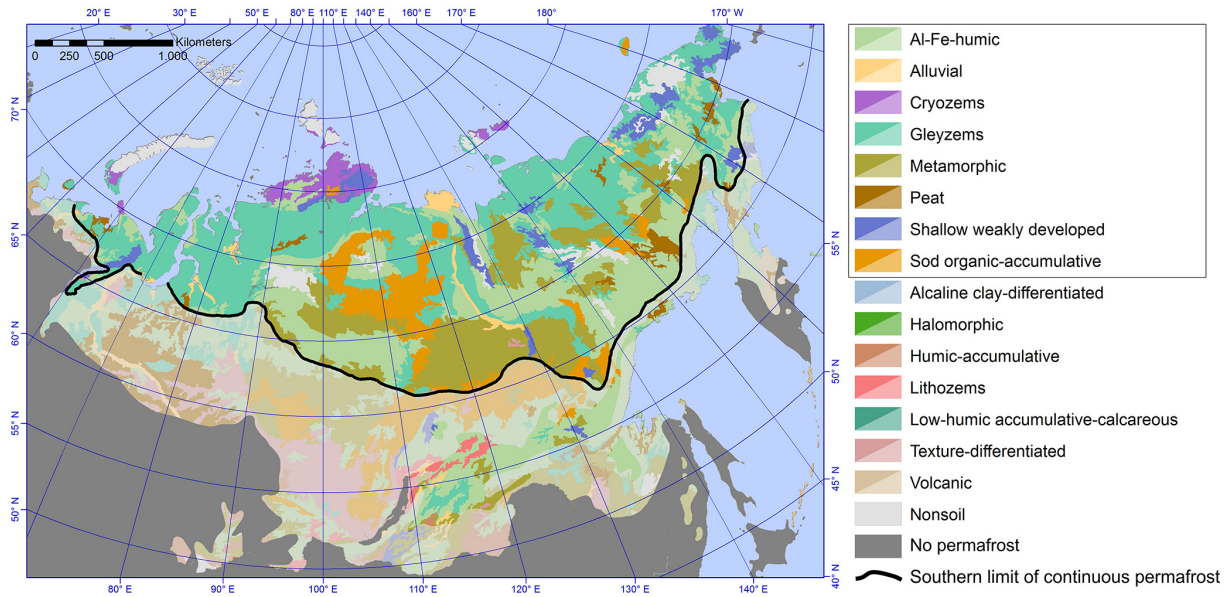 20° E 30° E 50° E 80° E 110° E 140° E 160° E 170° E 180° 170° W
Kilometers
0 250 500 1.000
70° N
65° N
60° N
55° N
50° N
55° N
50° N
45° N
40° N
80° E 90° E 100° E 110° E 120° E 130° E 140° E
Al-Fe-humic
Alluvial
Cryozems
Gleyzems
Metamorphic
Peat
Shallow weakly developed
Sod organic-accumulative
Alcaline clay-differentiated
Halomorphic
Humic-accumulative
Lithozems
Low-humic accumulative-calcareous
Texture-differentiated
Volcanic
Nonsoil
No permafrost
Southern limit of continuous permafrost